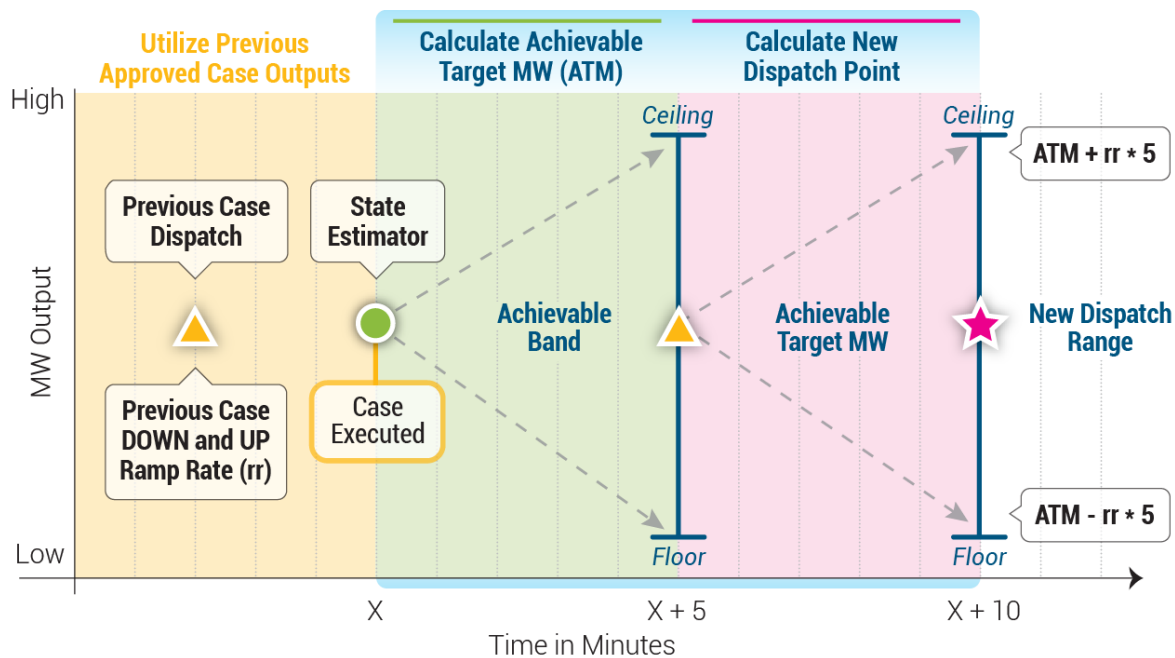 Utilize Previous
Approved Case Outputs
Calculate Achievable
Target MW (ATM)
Calculate New
Dispatch Point
High
MW Output
Low
Previous Case
Dispatch
State
Estimator
Previous Case
DOWN and UP
Ramp Rate (rr)
Case
Executed
Ceiling
Achievable
Band
Floor
Achievable
Target MW
Ceiling
ATM + rr * 5
New Dispatch
Range
ATM - rr * 5
Floor
X
X + 5
X + 10
Time in Minutes